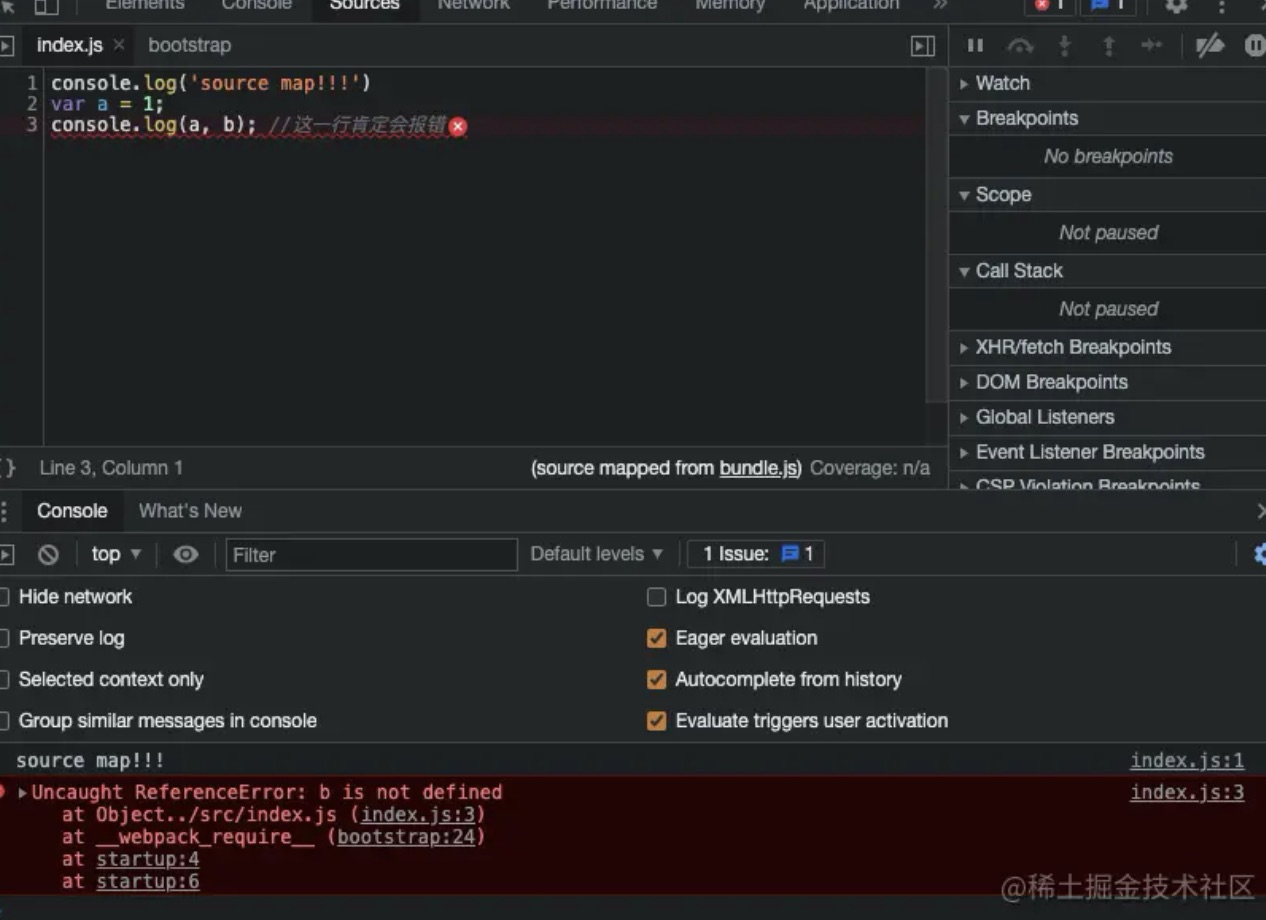 Elements Console Sources Network Performance Memory Application » 1 1
index.js × bootstrap
1 console.log('source map!!!')
2 var a = 1;
3 console.log(a, b); //这一行肯定会报错
Watch
Breakpoints
No breakpoints
Scope
Not paused
Call Stack
Not paused
XHR/fetch Breakpoints
DOM Breakpoints
Global Listeners
Event Listener Breakpoints
CSP Violation Breakpoints
{} Line 3, Column 1 (source mapped from bundle.js) Coverage: n/a
Console What's New
top ▼ Filter Default levels ▼ 1 Issue: 1
Hide network Log XMLHttpRequests
Preserve log Eager evaluation
Selected context only Autocomplete from history
Group similar messages in console Evaluate triggers user activation
source map!!! index.js:1
Uncaught ReferenceError: b is not defined index.js:3
at Object../src/index.js (index.js:3)
at __webpack_require__ (bootstrap:24)
at startup:4
at startup:6
@稀土掘金技术社区